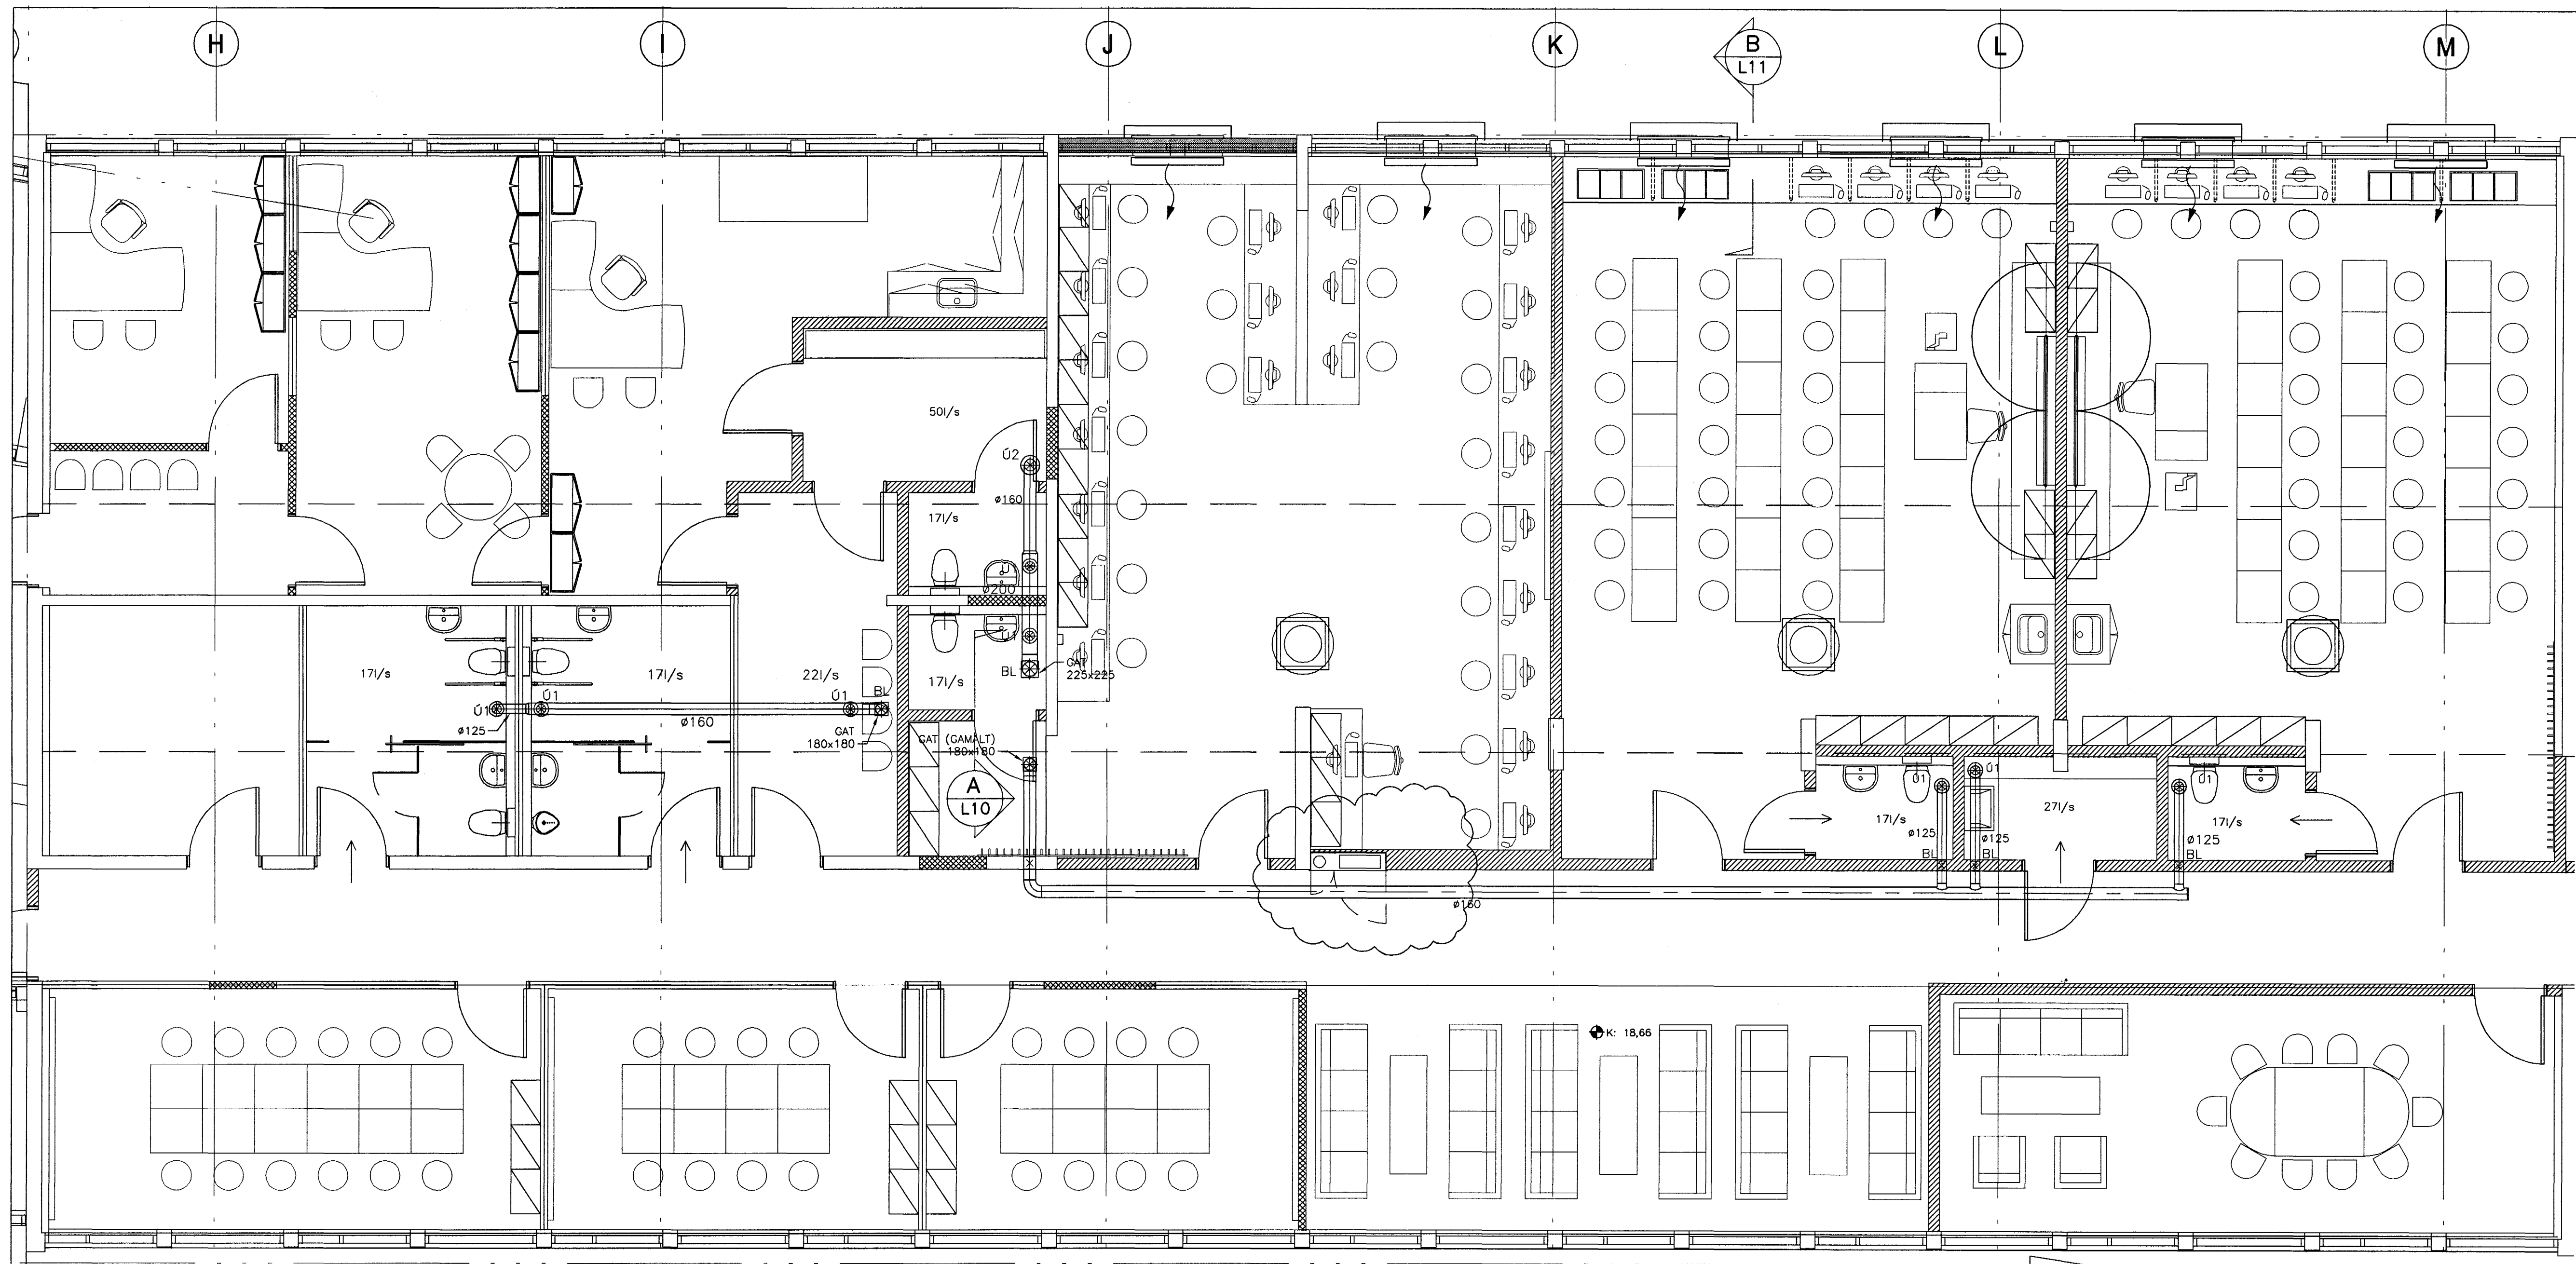 H
I
J
K
B
L11
L
M
50l/s
Ú2
ø160
17l/s
Ú
ø200
Ú1
17l/s
17l/s
22l/s
17l/s
BL
GAT
225x225
Ú1
Ú1
Ú1
BL
ø125
ø160
GAT
180x180
GAT (GAMALT)
180x180
A
L10
Ú1
Ú1
Ú1
17l/s
27l/s
17l/s
ø125
ø125
ø125
BL
BL
BL
ø160
K: 18,66